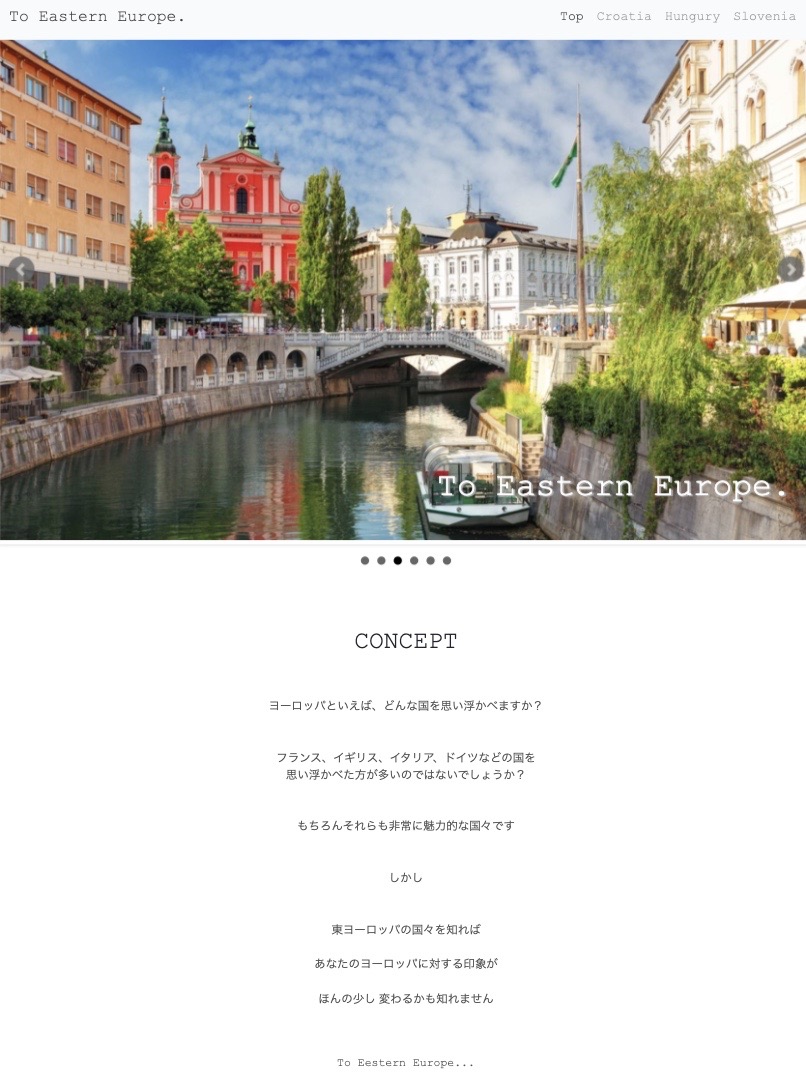 To Eastern Europe.
Top Croatia Hungury Slovenia
To Eastern Europe.
CONCEPT
ヨーロッパといえば、どんな国を思い浮かべますか？
フランス、イギリス、イタリア、ドイツなどの国を
思い浮かべた方が多いのではないでしょうか？
もちろんそれらも非常に魅力的な国々です
しかし
東ヨーロッパの国々を知れば
あなたのヨーロッパに対する印象が
ほんの少し 変わるかも知れません
To Eestern Europe...